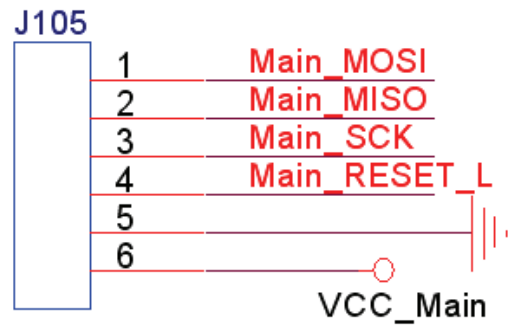 J105
1 Main_MOSI
2 Main_MISO
3 Main_SCK
4 Main_RESET_L
5
6
VCC_Main